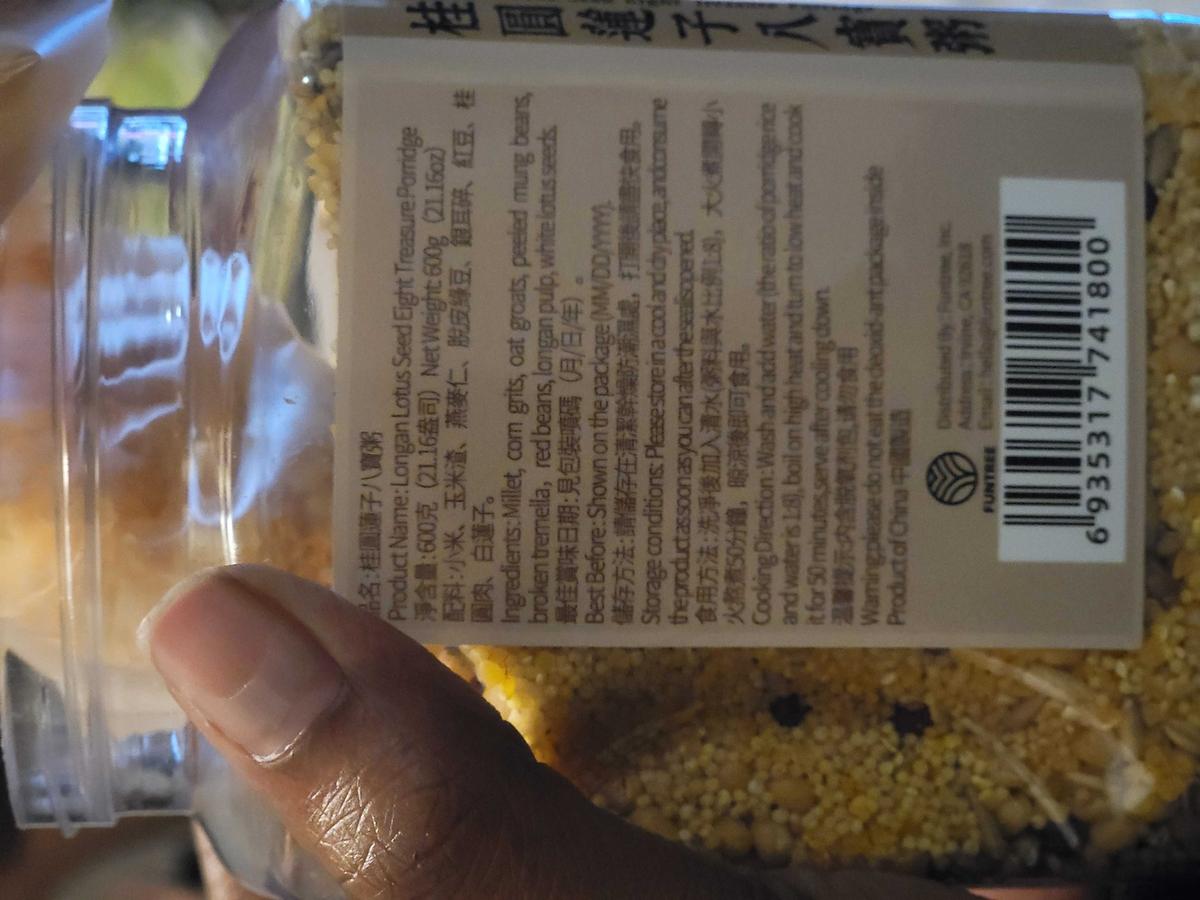 桂圓蓮子八寶粥
品名:桂圓蓮子八寶粥
Product Name: Longan Lotus Seed Eight Treasure Porridge
淨含量:600克（21.16盎司）Net Weight 600g (21.16oz)
配料:小米、玉米渣、燕麥仁、脫皮綠豆、銀耳碎、紅豆、桂
圓肉、白蓮子。
Ingredients: Millet, corn grits, oat groats, peeled mung beans,
broken tremella, red beans, longan pulp, white lotus seeds.
最佳賞味日期:見包裝噴碼（月/日/年）。
Best Before: Shown on the package (MM/DD/YYYY).
儲存方法:請儲存在清潔幹燥防潮濕處，打開後請盡快食用。
Storage conditions: Please store in a cool and dry place, and consume
the product as soon as you can after the seal is opened.
食用方法:洗淨後加入清水(粥料與水比例1:8)，大火煮開轉小
火熬煮50分鐘，晾涼後即可食用。
Cooking Direction: Wash and add water (the ratio of porridge rice
and water is 1:8), boil on high heat and turn to low heat and cook
it for 50 minutes, serve after cooling down.
溫馨提示:内含脫氧劑包,请勿食用
Warning: please do not eat the deoxid-ant package inside
Product of China 中國製造
FUNTREE
Distributed By: Funtree, Inc.
Address: Irvine, CA 92618
Email: hello@funtree.com
6 935317 741800